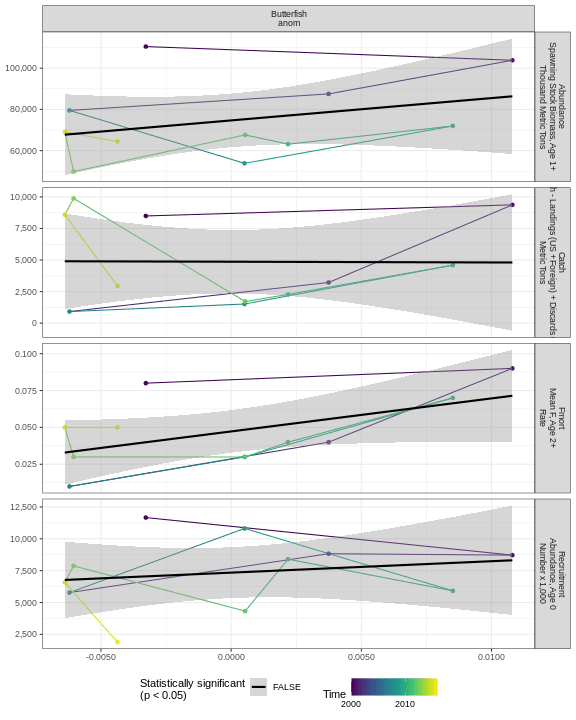 Butterfish
anom
100,000
80,000
60,000
Abundance
Spawning Stock Biomass, Age 1+
Thousand Metric Tons
10,000
7,500
5,000
2,500
0
Catch
h - Landings (US +Foreign) + Discards
Metric Tons
0.100
0.075
0.050
0.025
Fmort
Mean F, Age 2+
Rate
12,500
10,000
7,500
5,000
2,500
Recruitment
Abundance, Age 0
Number x 1,000
-0.0050 0.0000 0.0050 0.0100
Statistically significant
(p < 0.05)
FALSE
Time
2000 2010